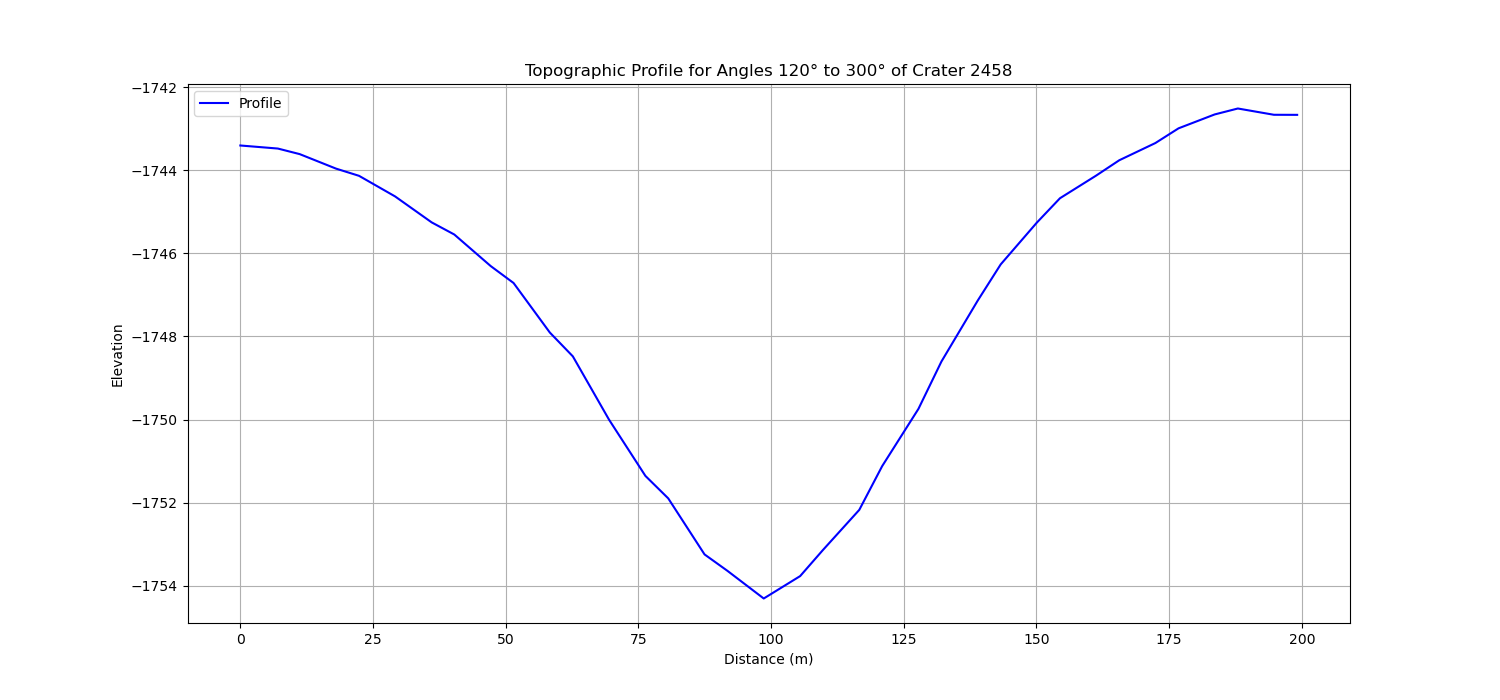 Topographic Profile for Angles 120° to 300° of Crater 2458
Profile
−1742
−1744
−1746
−1748
−1750
−1752
−1754
Elevation
0 25 50 75 100 125 150 175 200
Distance (m)